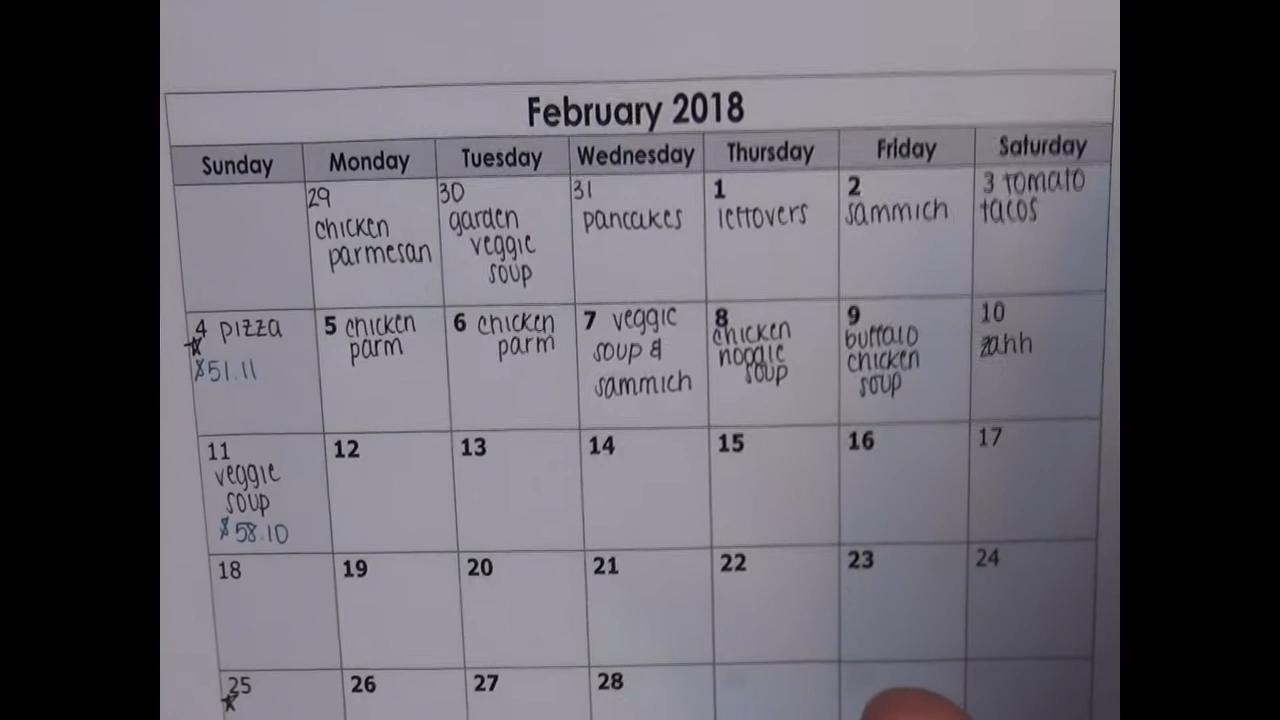 February 2018
Sunday Monday Tuesday Wednesday Thursday Friday Saturday
29
chicken
parmesan
30
garden
veggie
soup
31
pancakes
1
leftovers
2
sammich
3 tomato
tacos
4 pizza
$51.11
5 chicken
parm
6 chicken
parm
7 veggie
soup &
sammich
8
chicken
noodle
soup
9
buffalo
chicken
soup
10
zahh
11
veggie
soup
$58.10
12
13
14
15
16
17
18
19
20
21
22
23
24
25
26
27
28